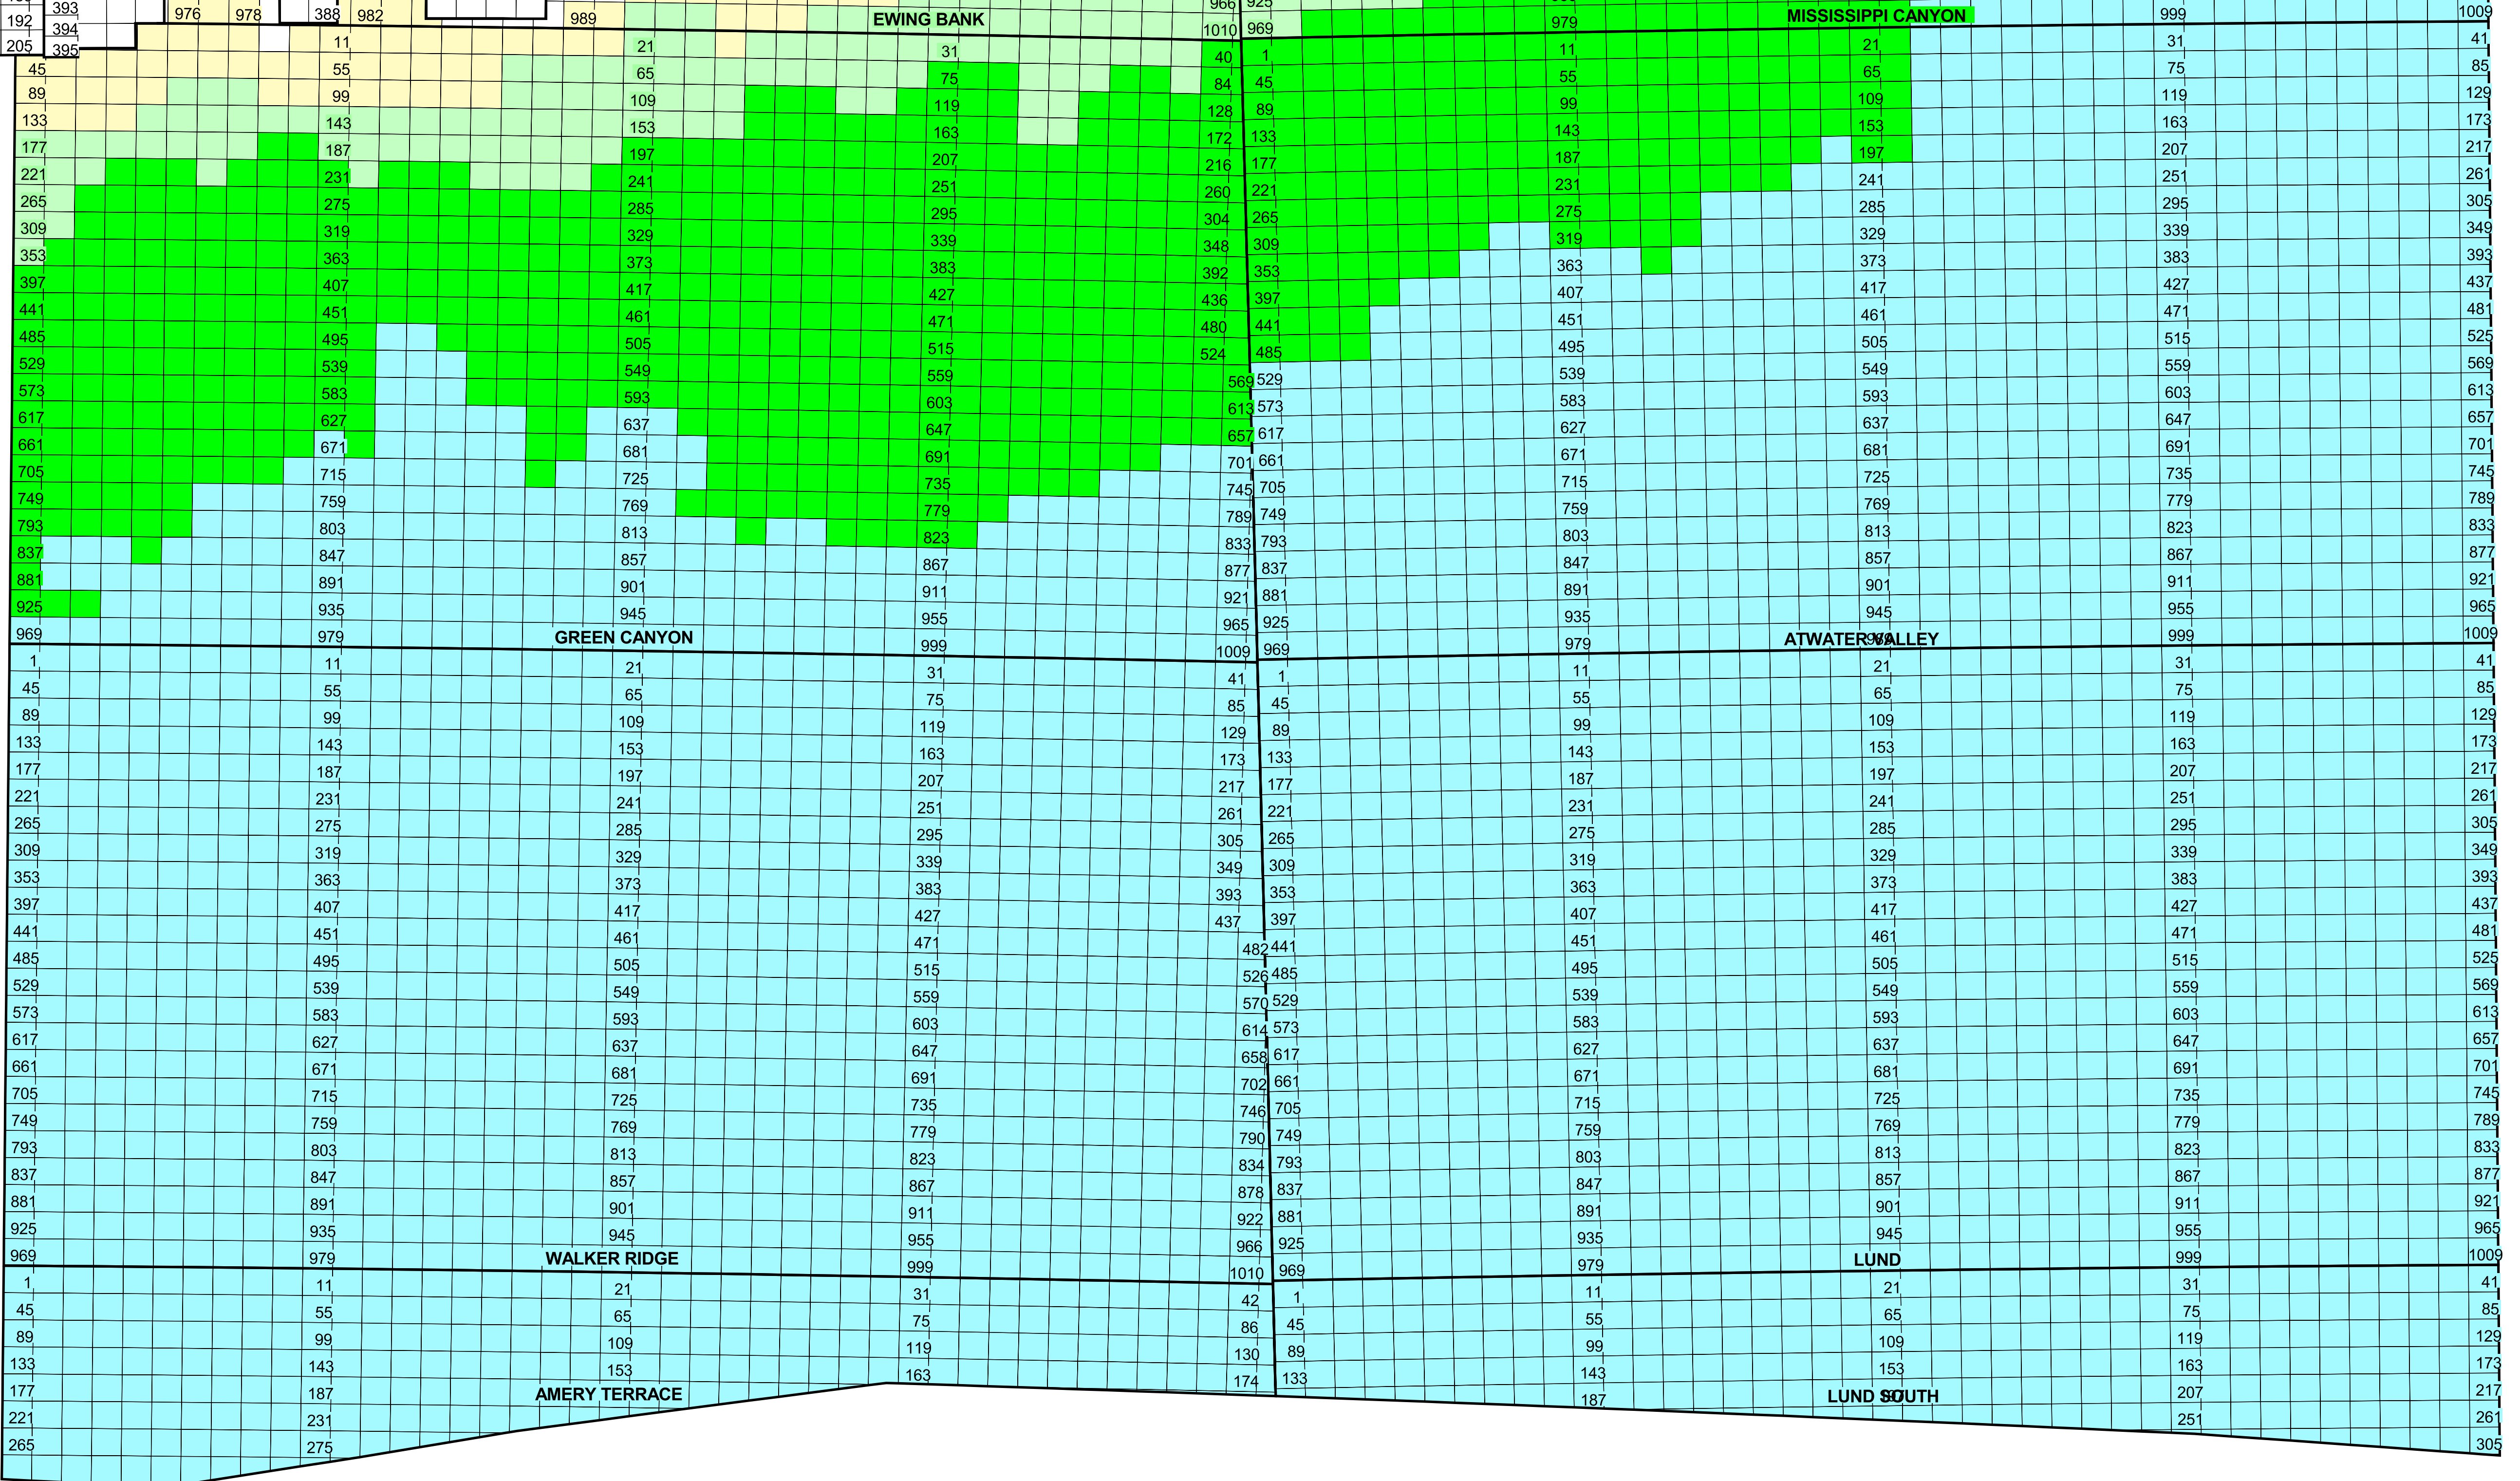 393 966 925
192 976 978 388 982 989 EWING BANK 979 MISSISSIPPI CANYON 999 1009
394 1010 969
205 395 11 21 31 40 1 11 21 31 41
45 55 65 75 84 45 55 65 75 85
89 99 109 119 128 89 99 109 119 129
133 143 153 163 172 133 143 153 163 173
177 187 197 207 216 177 187 197 207 217
221 231 241 251 260 221 231 241 251 261
265 275 285 295 304 265 275 285 295 305
309 319 329 339 348 309 319 329 339 349
353 363 373 383 392 353 363 373 383 393
397 407 417 427 436 397 407 417 427 437
441 451 461 471 480 441 451 461 471 481
485 495 505 515 524 485 495 505 515 525
529 539 549 559 569 529 539 549 559 569
573 583 593 603 613 573 583 593 603 613
617 627 637 647 657 617 627 637 647 657
661 671 681 691 701 661 671 681 691 701
705 715 725 735 745 705 715 725 735 745
749 759 769 779 789 749 759 769 779 789
793 803 813 823 833 793 803 813 823 833
837 847 857 867 877 837 847 857 867 877
881 891 901 911 921 881 891 901 911 921
925 935 945 955 965 925 935 945 955 965
969 979 GREEN CANYON 999 1009 969 979 ATWATER VALLEY 989 999 1009
1 11 21 31 41 1 11 21 31 41
45 55 65 75 85 45 55 65 75 85
89 99 109 119 129 89 99 109 119 129
133 143 153 163 173 133 143 153 163 173
177 187 197 207 217 177 187 197 207 217
221 231 241 251 261 221 231 241 251 261
265 275 285 295 305 265 275 285 295 305
309 319 329 339 349 309 319 329 339 349
353 363 373 383 393 353 363 373 383 393
397 407 417 427 437 397 407 417 427 437
441 451 461 471 482 441 451 461 471 481
485 495 505 515 526 485 495 505 515 525
529 539 549 559 570 529 539 549 559 569
573 583 593 603 614 573 583 593 603 613
617 627 637 647 658 617 627 637 647 657
661 671 681 691 702 661 671 681 691 701
705 715 725 735 746 705 715 725 735 745
749 759 769 779 790 749 759 769 779 789
793 803 813 823 834 793 803 813 823 833
837 847 857 867 878 837 847 857 867 877
881 891 901 911 922 881 891 901 911 921
925 935 945 955 966 925 935 945 955 965
969 979 WALKER RIDGE 999 1010 969 979 LUND 999 1009
1 11 21 31 42 1 11 21 31 41
45 55 65 75 86 45 55 65 75 85
89 99 109 119 130 89 99 109 119 129
133 143 153 163 174 133 143 153 163 173
177 187 AMERY TERRACE 187 LUND SOUTH 197 207 217
221 231 251 261
265 275 305